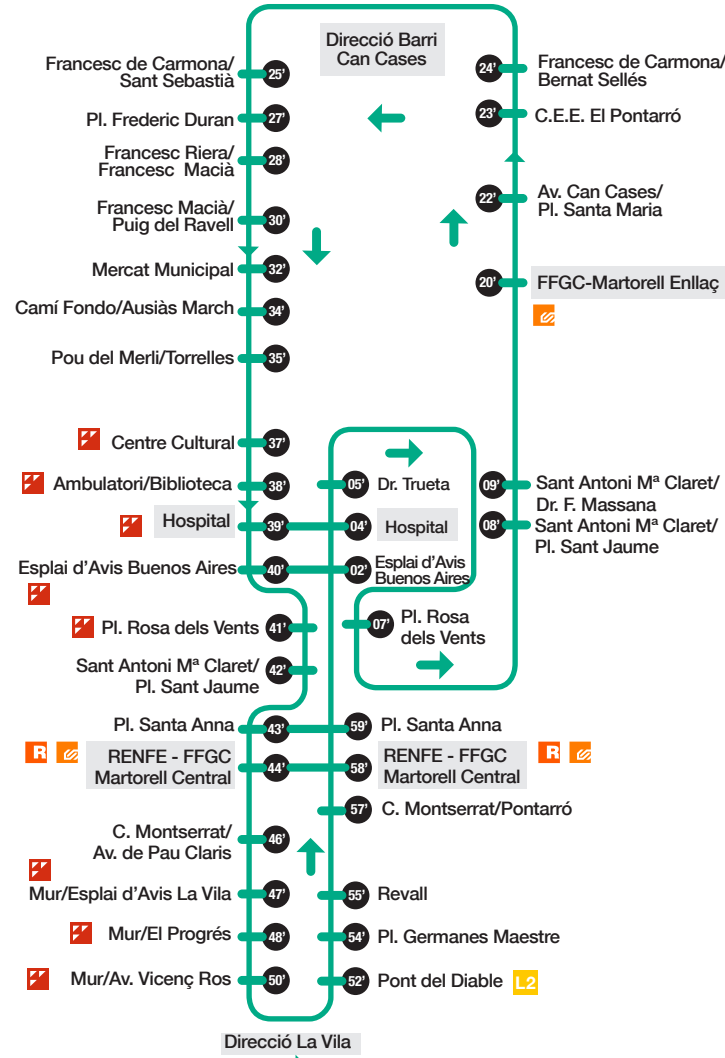 Direcció Barri
Can Cases
Francesc de Carmona/
Sant Sebastià
25'
Pl. Frederic Duran
27'
Francesc Riera/
Francesc Macià
28'
Francesc Macià/
Puig del Ravell
30'
Mercat Municipal
32'
Camí Fondo/Ausiàs March
34'
Pou del Merli/Torrelles
35'
Centre Cultural
37'
Ambulatori/Biblioteca
38'
Hospital
39'
Esplai d'Avis Buenos Aires
40'
Pl. Rosa dels Vents
41'
Sant Antoni Mª Claret/
Pl. Sant Jaume
42'
Pl. Santa Anna
43'
R
RENFE - FFGC
Martorell Central
44'
C. Montserrat/
Av. de Pau Claris
46'
Mur/Esplai d'Avis La Vila
47'
Mur/El Progrés
48'
Mur/Av. Vicenç Ros
50'
24'
Francesc de Carmona/
Bernat Sellés
23'
C.E.E. El Pontarró
22'
Av. Can Cases/
Pl. Santa Maria
20'
FFGC-Martorell Enllaç
09'
Sant Antoni Mª Claret/
Dr. F. Massana
08'
Sant Antoni Mª Claret/
Pl. Sant Jaume
05'
Dr. Trueta
04'
Hospital
02'
Esplai d'Avis
Buenos Aires
07'
Pl. Rosa
dels Vents
59'
Pl. Santa Anna
58'
RENFE - FFGC
Martorell Central
R
57'
C. Montserrat/Pontarró
55'
Revall
54'
Pl. Germanes Maestre
52'
Pont del Diable
L2
Direcció La Vila